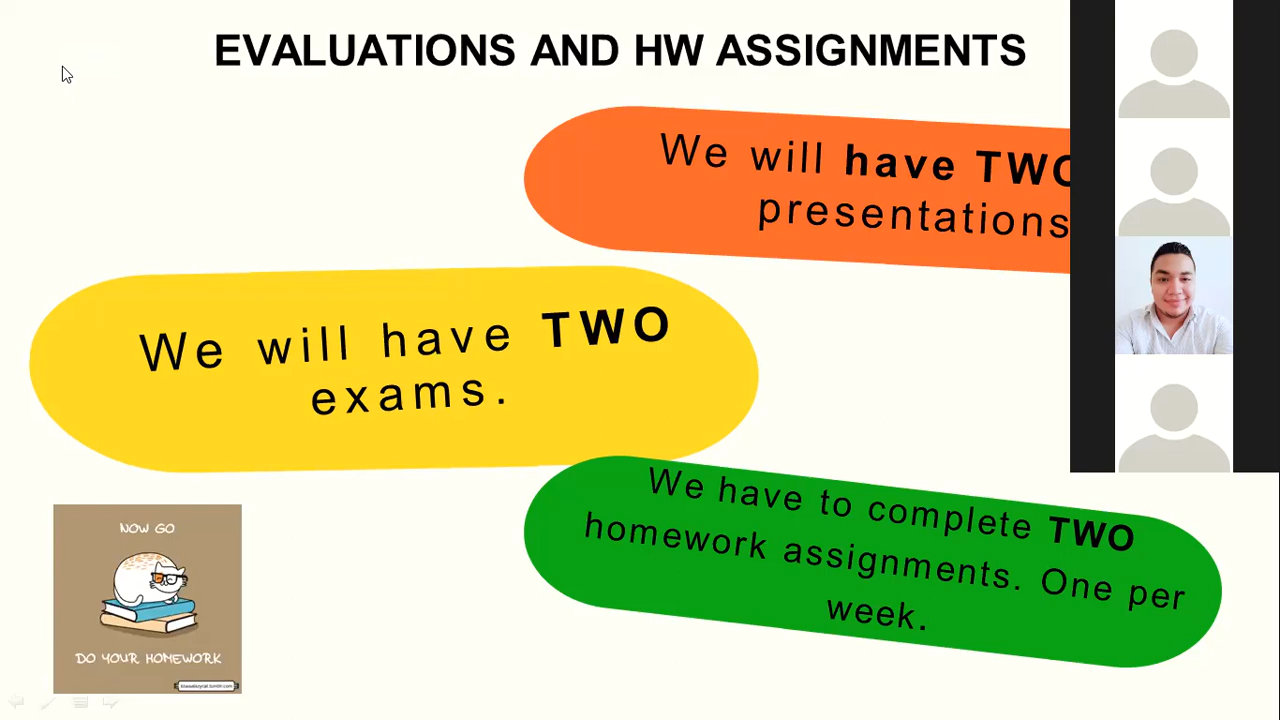 EVALUATIONS AND HW ASSIGNMENTS
We will have TWO
presentations
We will have TWO
exams.
We have to complete TWO
homework assignments. One per
week.
NOW GO
DO YOUR HOMEWORK